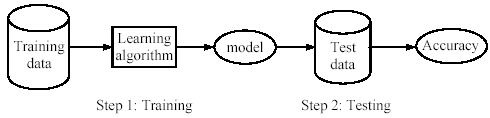 Training
data
Learning
algorithm
model
Test
data
Accuracy
Step 1: Training
Step 2: Testing